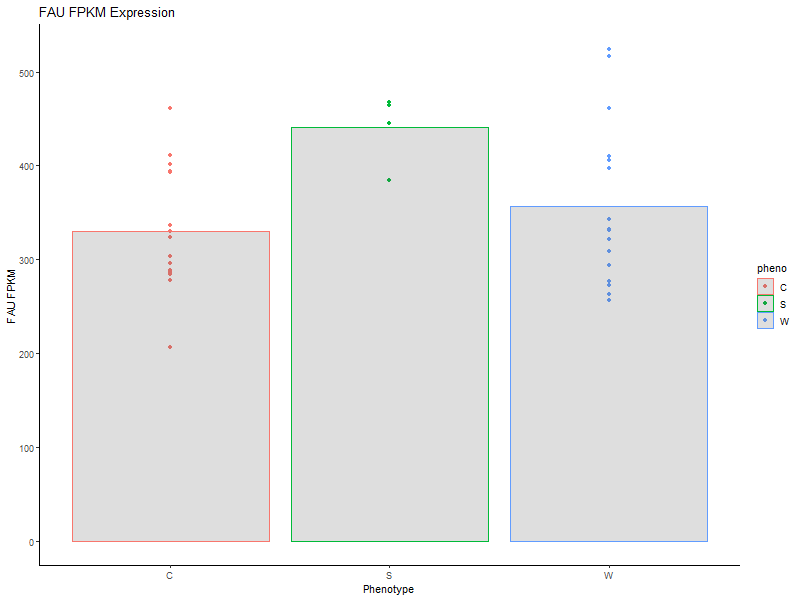 FAU FPKM Expression
FAU FPKM
500
400
300
200
100
0
C
S
W
Phenotype
pheno
C
S
W